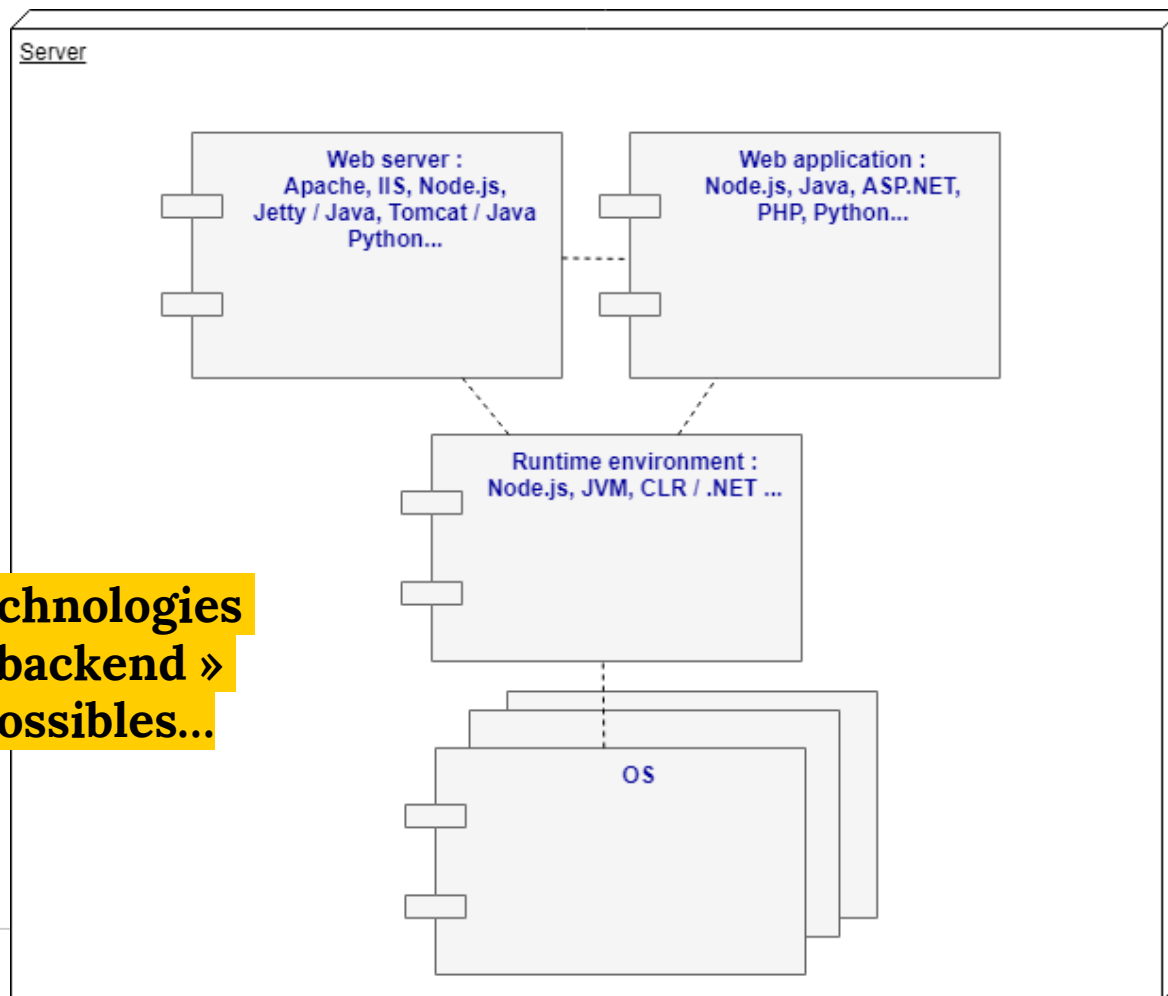 Server
Web server :
Apache, IIS, Node.js,
Jetty / Java, Tomcat / Java
Python...
Web application :
Node.js, Java, ASP.NET,
PHP, Python...
Runtime environment :
Node.js, JVM, CLR / .NET ...
chnologies
backend »
ossibles...
OS